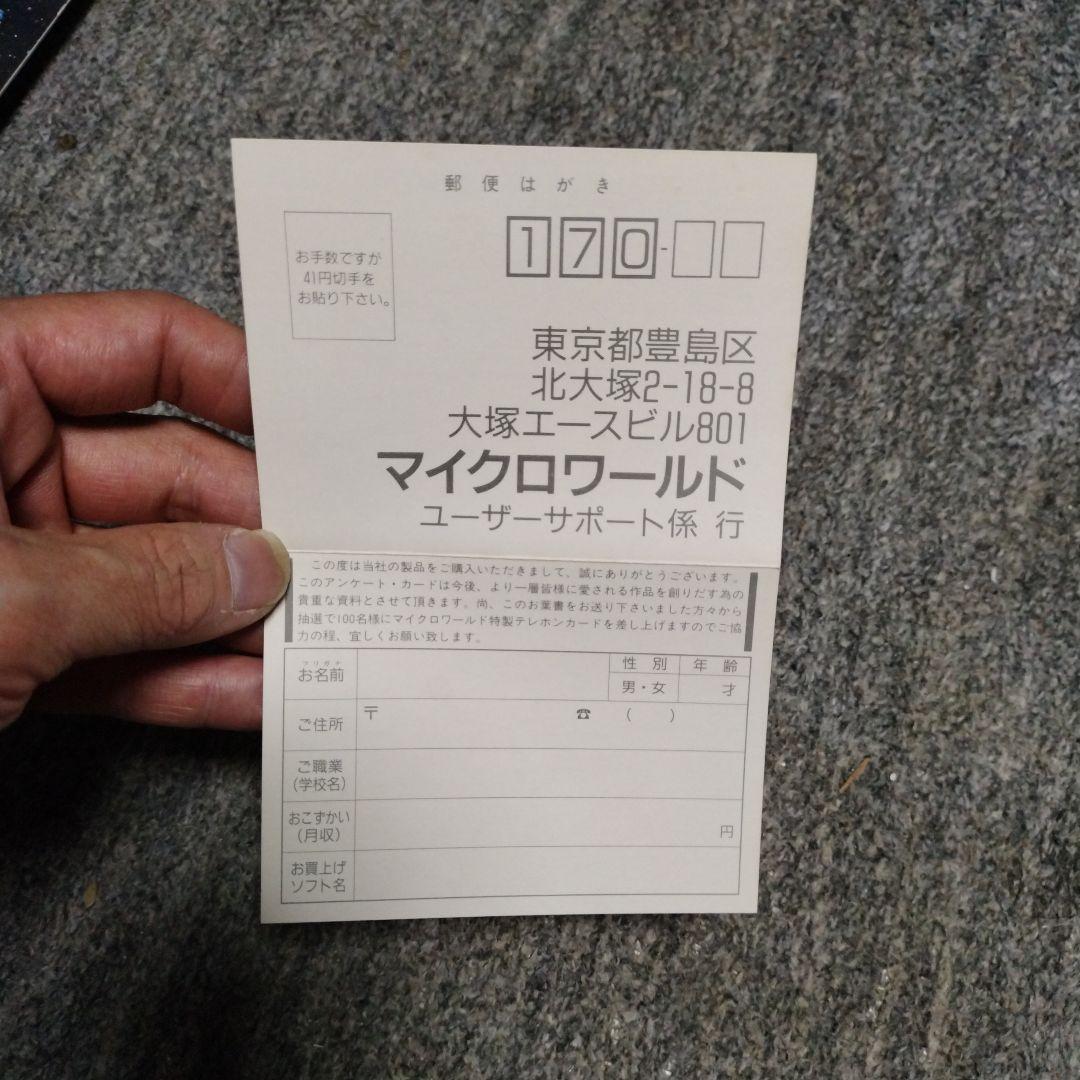 郵便はがき
お手数ですが
41円切手を
お貼り下さい。
170-
東京都豊島区
北大塚2-18-8
大塚エースビル801
マイクロワールド
ユーザーサポート係 行
この度は当社の製品をご購入いただきまして、誠にありがとうございます。
このアンケート・カードは今後、より一層皆様に愛される作品を創りだす為の
貴重な資料とさせて頂きます。尚、このお葉書をお送り下さいました方々から
抽選で100名様にマイクロワールド特製テレホンカードを差し上げますのでご協
力の程、宜しくお願い致します。
フリガナ
お名前
性別 年齢
男・女 才
ご住所 〒 ☎ ( )
ご職業
(学校名)
おこずかい
(月収) 円
お買上げ
ソフト名